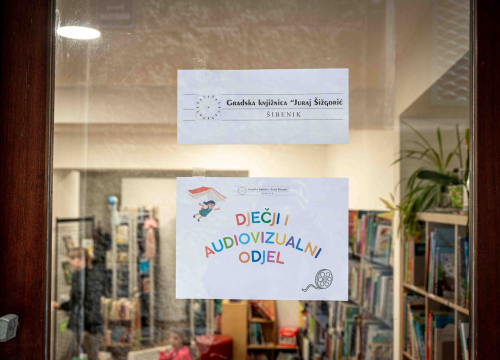 Gradska knjižnica "Juraj Šižgorić
ŠIBENIK
DJEČJI I
AUDIOVIZUALNI
ODJEL